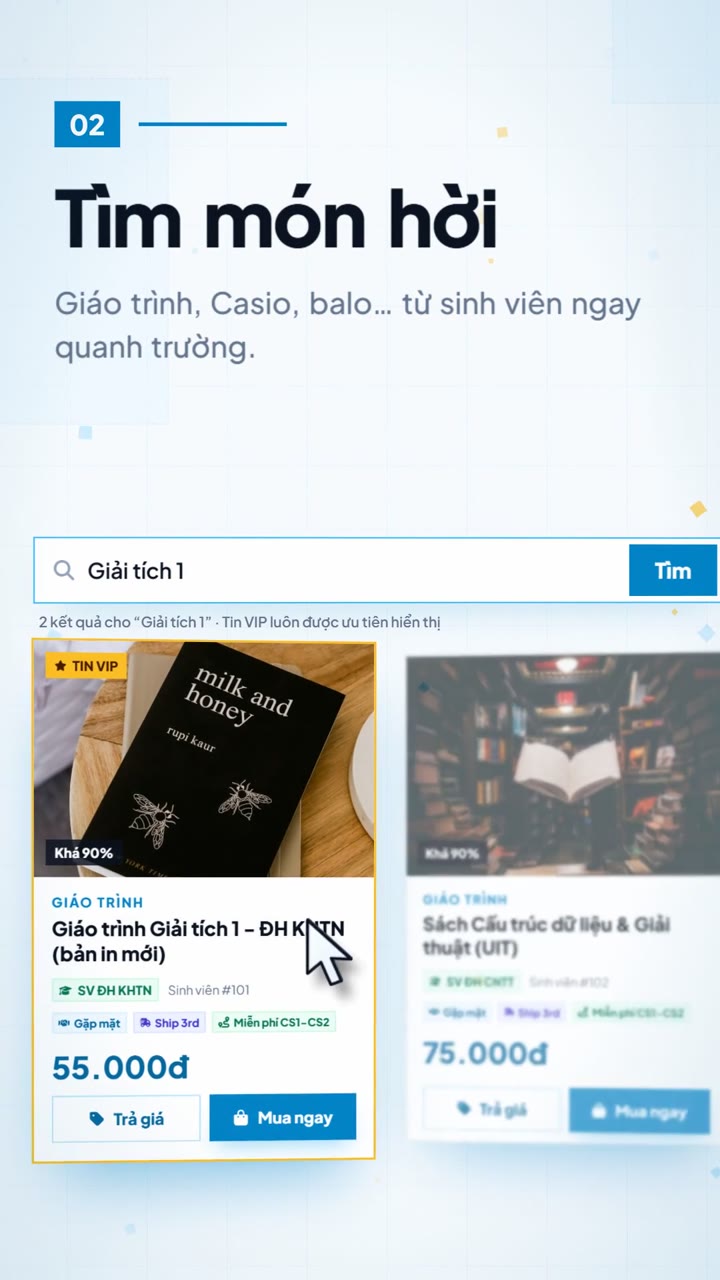 02
Tìm món hời
Giáo trình, Casio, balo... từ sinh viên ngay
quanh trường.
Giải tích 1
Tìm
2 kết quả cho “Giải tích 1” · Tin VIP luôn được ưu tiên hiển thị
TIN VIP
milk and
honey
rupi kaur
YORK TIM
Khá 90%
GIÁO TRÌNH
Giáo trình Giải tích 1 – ĐH KHTN
(bản in mới)
SV ĐH KHTN
Sinh viên #101
Gặp mặt
Ship 3rd
Miễn phí CS1-CS2
55.000đ
Trả giá
Mua ngay
Khá 90%
GIÁO TRÌNH
Sách Cấu trúc dữ liệu & Giải
thuật (UIT)
SV ĐH CNTT
Sinh viên #102
Gặp mặt
Ship 3rd
Miễn phí CS1-CS2
75.000đ
Trả giá
Mua ngay